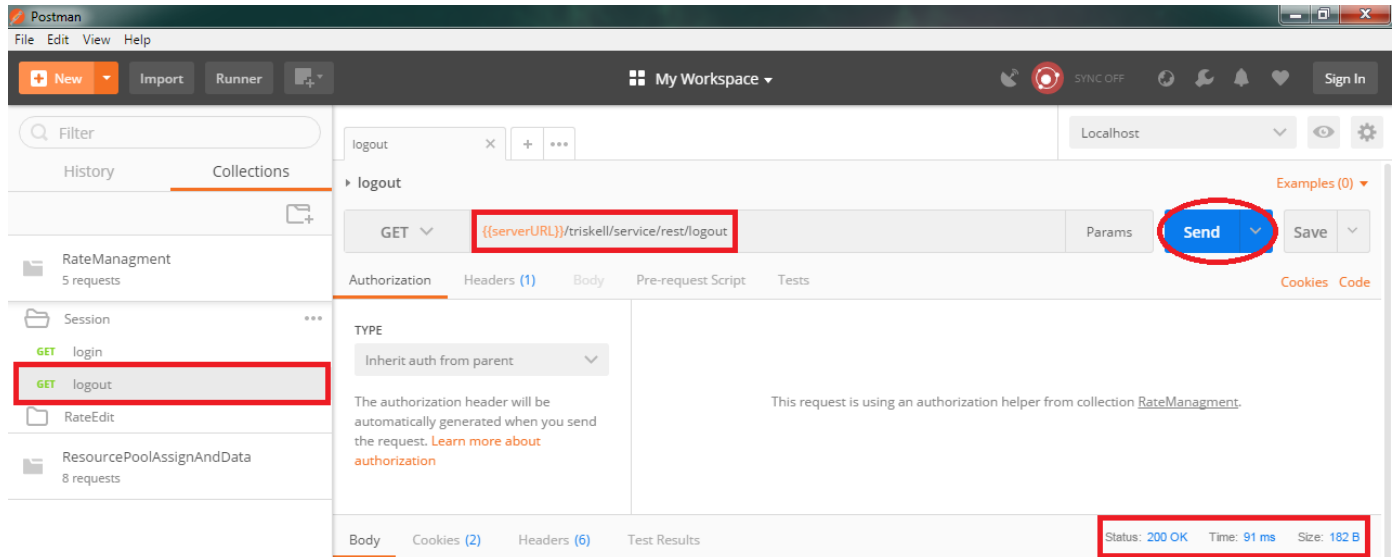 Postman
File Edit View Help
New Import Runner My Workspace SYNC OFF Sign In
Filter
History Collections
RateManagment
5 requests
Session
GET login
GET logout
RateEdit
ResourcePoolAssignAndData
8 requests
logout
Localhost
logout
Examples (0)
GET {{serverURL}}/triskell/service/rest/logout Params Send Save
Authorization Headers (1) Body Pre-request Script Tests Cookies Code
TYPE
Inherit auth from parent
The authorization header will be
automatically generated when you send
the request. Learn more about
authorization
This request is using an authorization helper from collection RateManagment.
Body Cookies (2) Headers (6) Test Results Status: 200 OK Time: 91 ms Size: 182 B